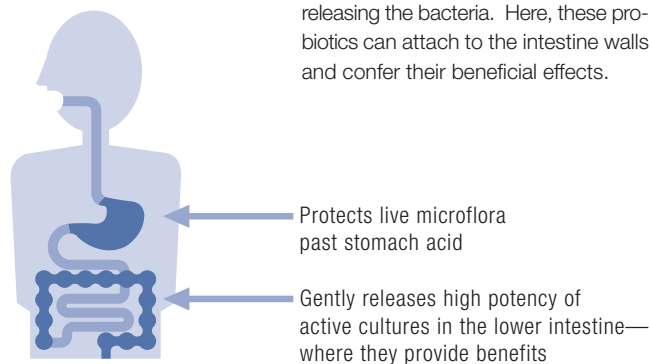 releasing the bacteria.  Here, these pro-
biotics can attach to the intestine walls
and confer their beneficial effects.
Protects live microflora
past stomach acid
Gently releases high potency of
active cultures in the lower intestine—
where they provide benefits